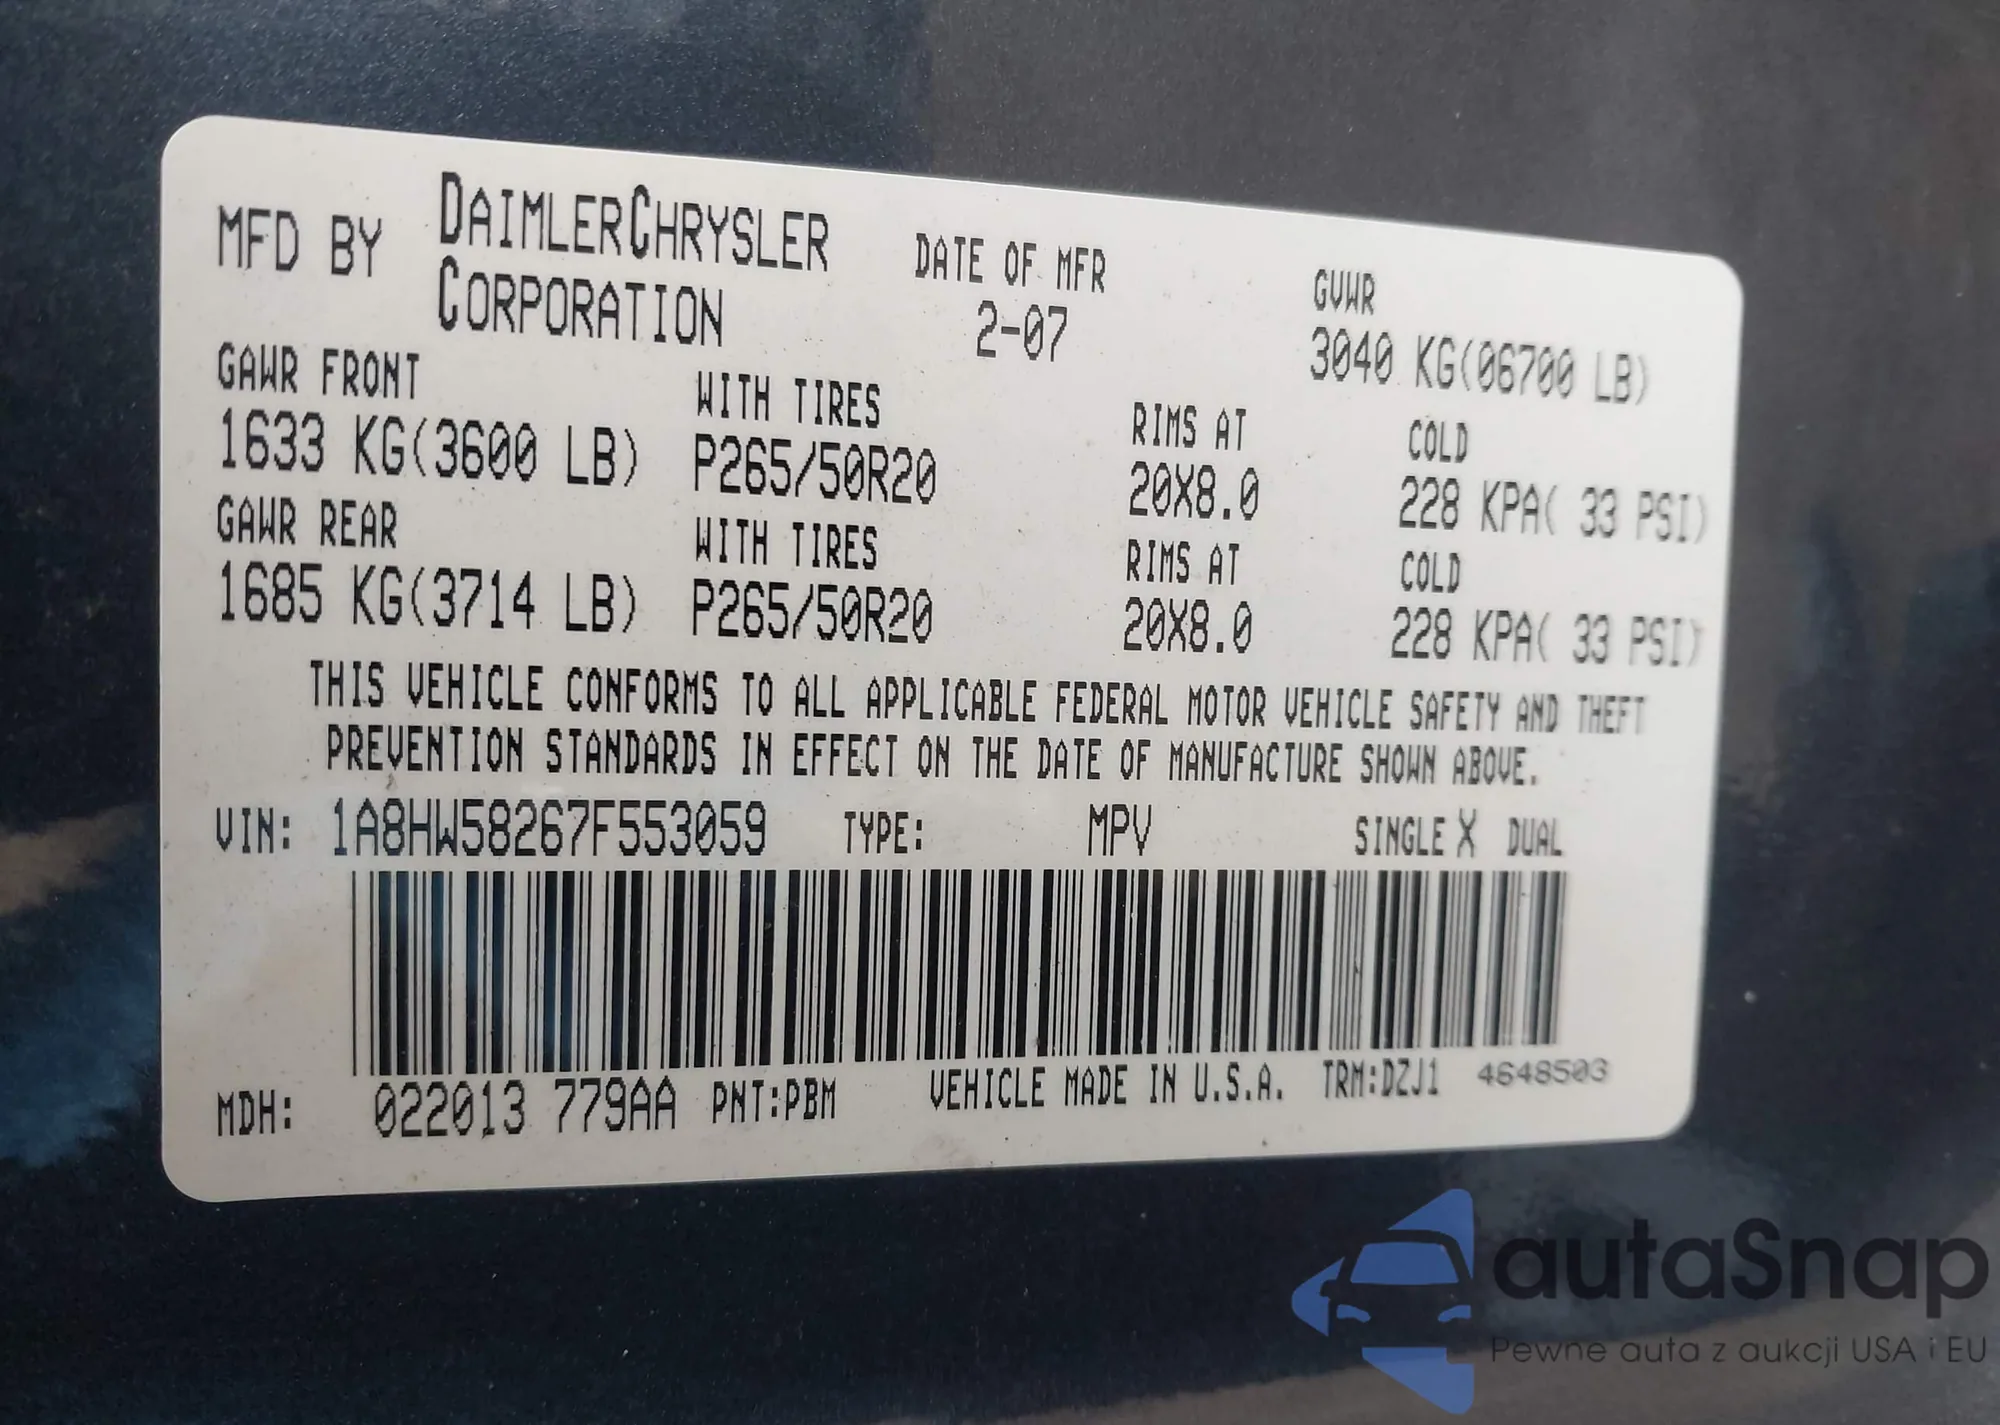 MFD BY DAIMLERCHRYSLER CORPORATION
DATE OF MFR
2-07
GVWR
3040 KG(06700 LB)
GAWR FRONT
1633 KG(3600 LB)
WITH TIRES
P265/50R20
RIMS AT
20X8.0
COLD
228 KPA( 33 PSI)
GAWR REAR
1685 KG(3714 LB)
WITH TIRES
P265/50R20
RIMS AT
20X8.0
COLD
228 KPA( 33 PSI)
THIS VEHICLE CONFORMS TO ALL APPLICABLE FEDERAL MOTOR VEHICLE SAFETY AND THEFT
PREVENTION STANDARDS IN EFFECT ON THE DATE OF MANUFACTURE SHOWN ABOVE.
VIN: 1A8HW58267F553059 TYPE: MPV SINGLE X DUAL
MDH: 022013 779AA PNT:PBM VEHICLE MADE IN U.S.A. TRM:DZJ1 4648503
autaSnap
Pewne auta z aukcji USA i EU